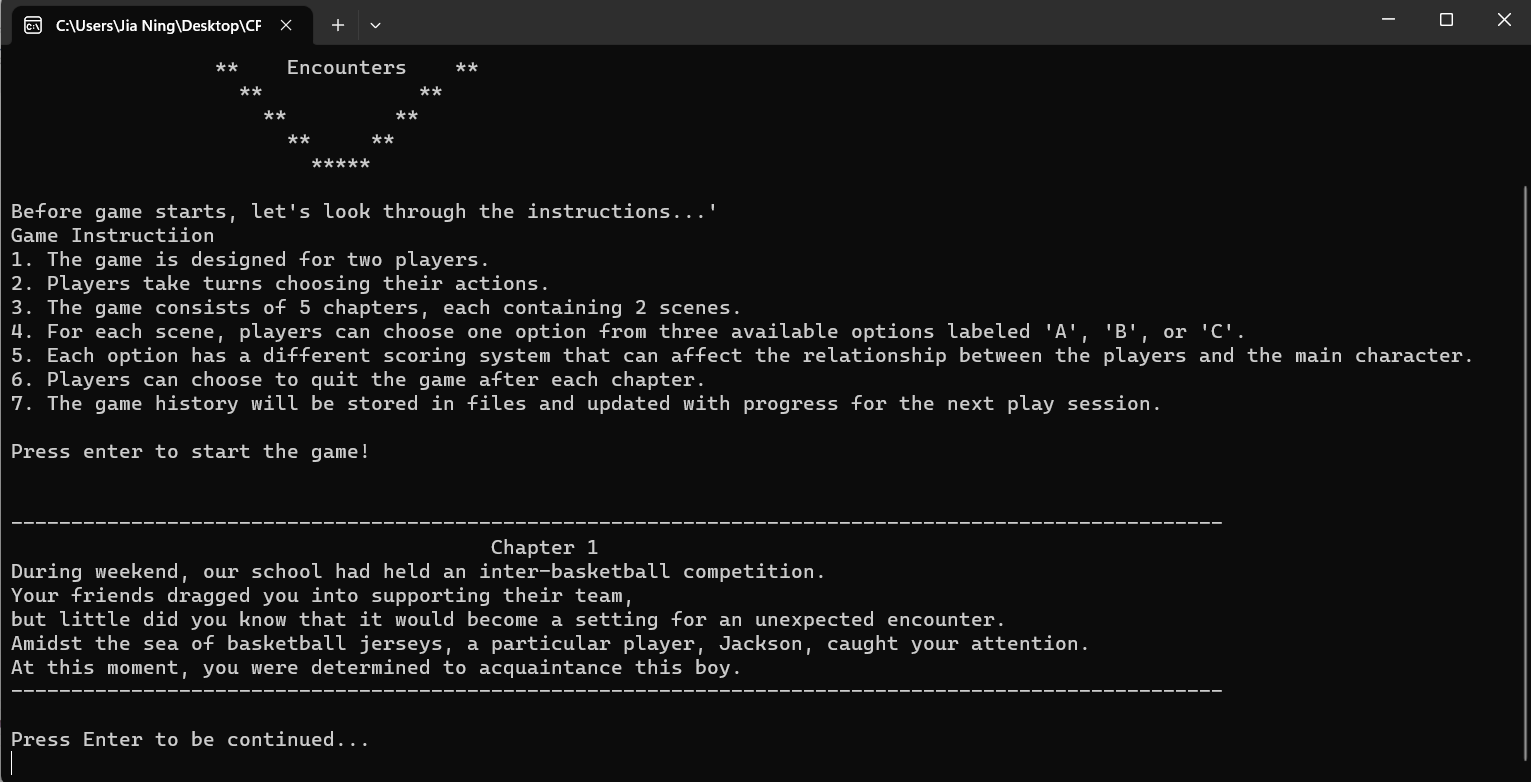 C:\Users\Jia Ning\Desktop\CF
**    Encounters    **
**             **
**         **
**     **
*****
Before game starts, let's look through the instructions...'
Game Instructiion
1. The game is designed for two players.
2. Players take turns choosing their actions.
3. The game consists of 5 chapters, each containing 2 scenes.
4. For each scene, players can choose one option from three available options labeled 'A', 'B', or 'C'.
5. Each option has a different scoring system that can affect the relationship between the players and the main character.
6. Players can choose to quit the game after each chapter.
7. The game history will be stored in files and updated with progress for the next play session.
Press enter to start the game!
-----------------------------------------------------------------------------------------------------
Chapter 1
During weekend, our school had held an inter-basketball competition.
Your friends dragged you into supporting their team,
but little did you know that it would become a setting for an unexpected encounter.
Amidst the sea of basketball jerseys, a particular player, Jackson, caught your attention.
At this moment, you were determined to acquaintance this boy.
-----------------------------------------------------------------------------------------------------
Press Enter to be continued...